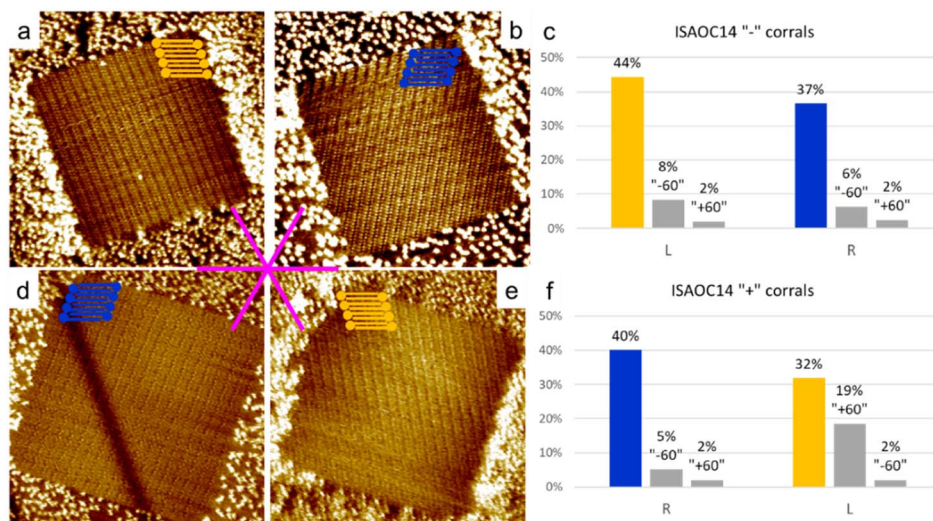 a
b
c
ISAOC14 "-" corrals
50%
40%
30%
20%
10%
0%
44%
8%
"-60"
2%
"+60"
37%
6%
"-60"
2%
"+60"
L
R
d
e
f
ISAOC14 "+" corrals
50%
40%
30%
20%
10%
0%
40%
5%
"-60"
2%
"+60"
32%
19%
"+60"
2%
"-60"
R
L